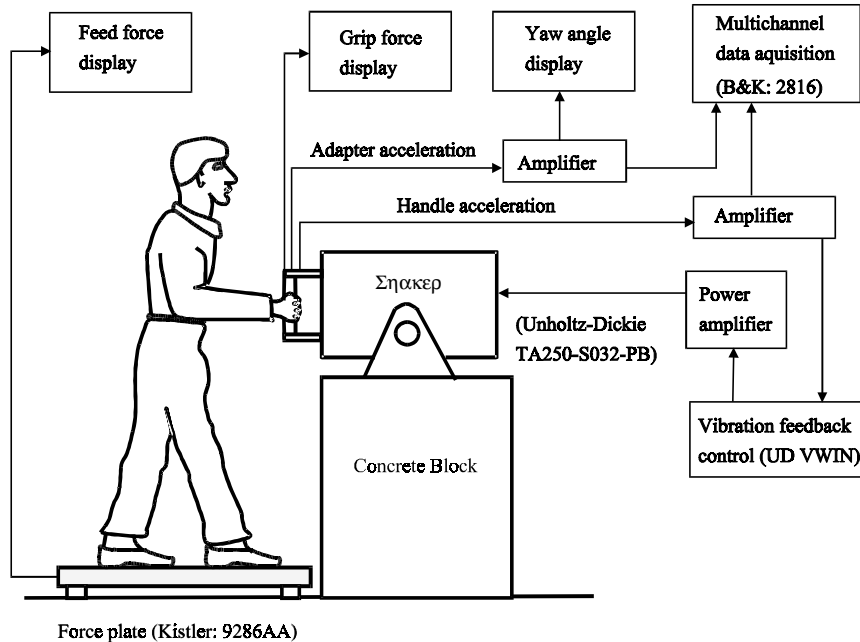 Feed force
display
Grip force
display
Yaw angle
display
Multichannel
data aquisition
(B&K: 2816)
Adapter acceleration
Amplifier
Handle acceleration
Amplifier
Σηακερ
Power
amplifier
(Unholtz-Dickie
TA250-S032-PB)
Vibration feedback
control (UD VWIN)
Concrete Block
Force plate (Kistler: 9286AA)